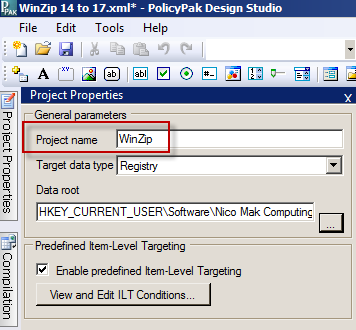 WinZip 14 to 17.xml* - PolicyPak Design Studio
File Edit Tools Help
Project Properties
General parameters
Project name WinZip
Target data type Registry
Data root
HKEY_CURRENT_USER\Software\Nico Mak Computing
...
Predefined Item-Level Targeting
Enable predefined Item-Level Targeting
View and Edit ILT Conditions...
Project Properties
Compilation